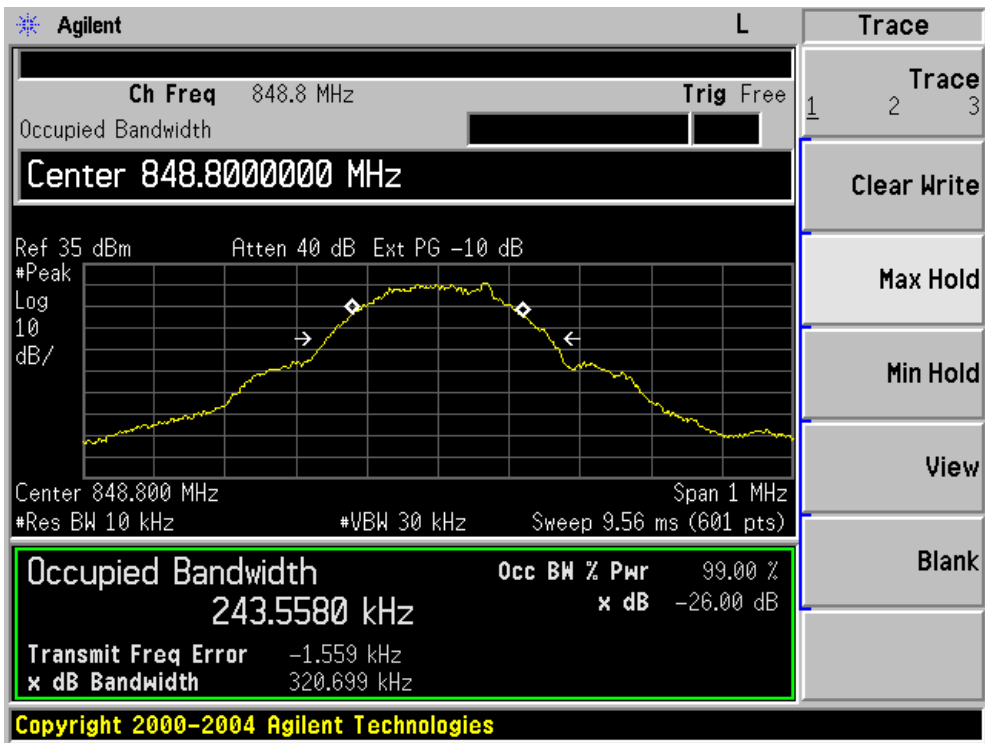 Agilent L Trace
Ch Freq 848.8 MHz Trig Free
Occupied Bandwidth
Center 848.8000000 MHz
Ref 35 dBm Atten 40 dB Ext PG −10 dB
#Peak
Log
10
dB/
Center 848.800 MHz Span 1 MHz
#Res BW 10 kHz #VBW 30 kHz Sweep 9.56 ms (601 pts)
Occupied Bandwidth Occ BW % Pwr 99.00 %
243.5580 kHz x dB −26.00 dB
Transmit Freq Error −1.559 kHz
x dB Bandwidth 320.699 kHz
Copyright 2000−2004 Agilent Technologies
Trace
1 2 3
Clear Write
Max Hold
Min Hold
View
Blank